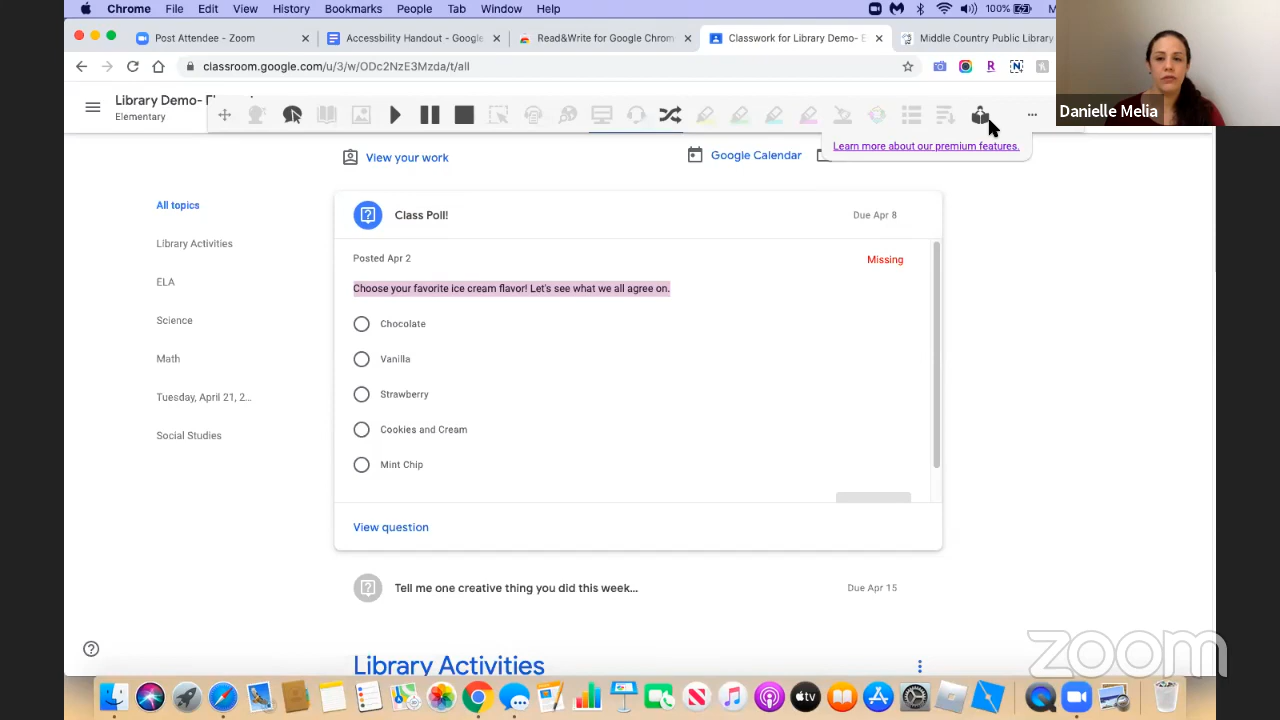 Chrome File Edit View History Bookmarks People Tab Window Help 100%
Post Attendee - Zoom Accessbility Handout - Google Read&Write for Google Chrom Classwork for Library Demo- E Middle Country Public Library
classroom.google.com/u/3/w/ODc2NzE3Mzda/t/all
Danielle Melia
Library Demo-
Elementary
Learn more about our premium features.
View your work
Google Calendar
All topics
Library Activities
ELA
Science
Math
Tuesday, April 21, 2...
Social Studies
Class Poll!
Due Apr 8
Posted Apr 2
Missing
Choose your favorite ice cream flavor! Let's see what we all agree on.
Chocolate
Vanilla
Strawberry
Cookies and Cream
Mint Chip
View question
Tell me one creative thing you did this week...
Due Apr 15
Library Activities
zoom
tv